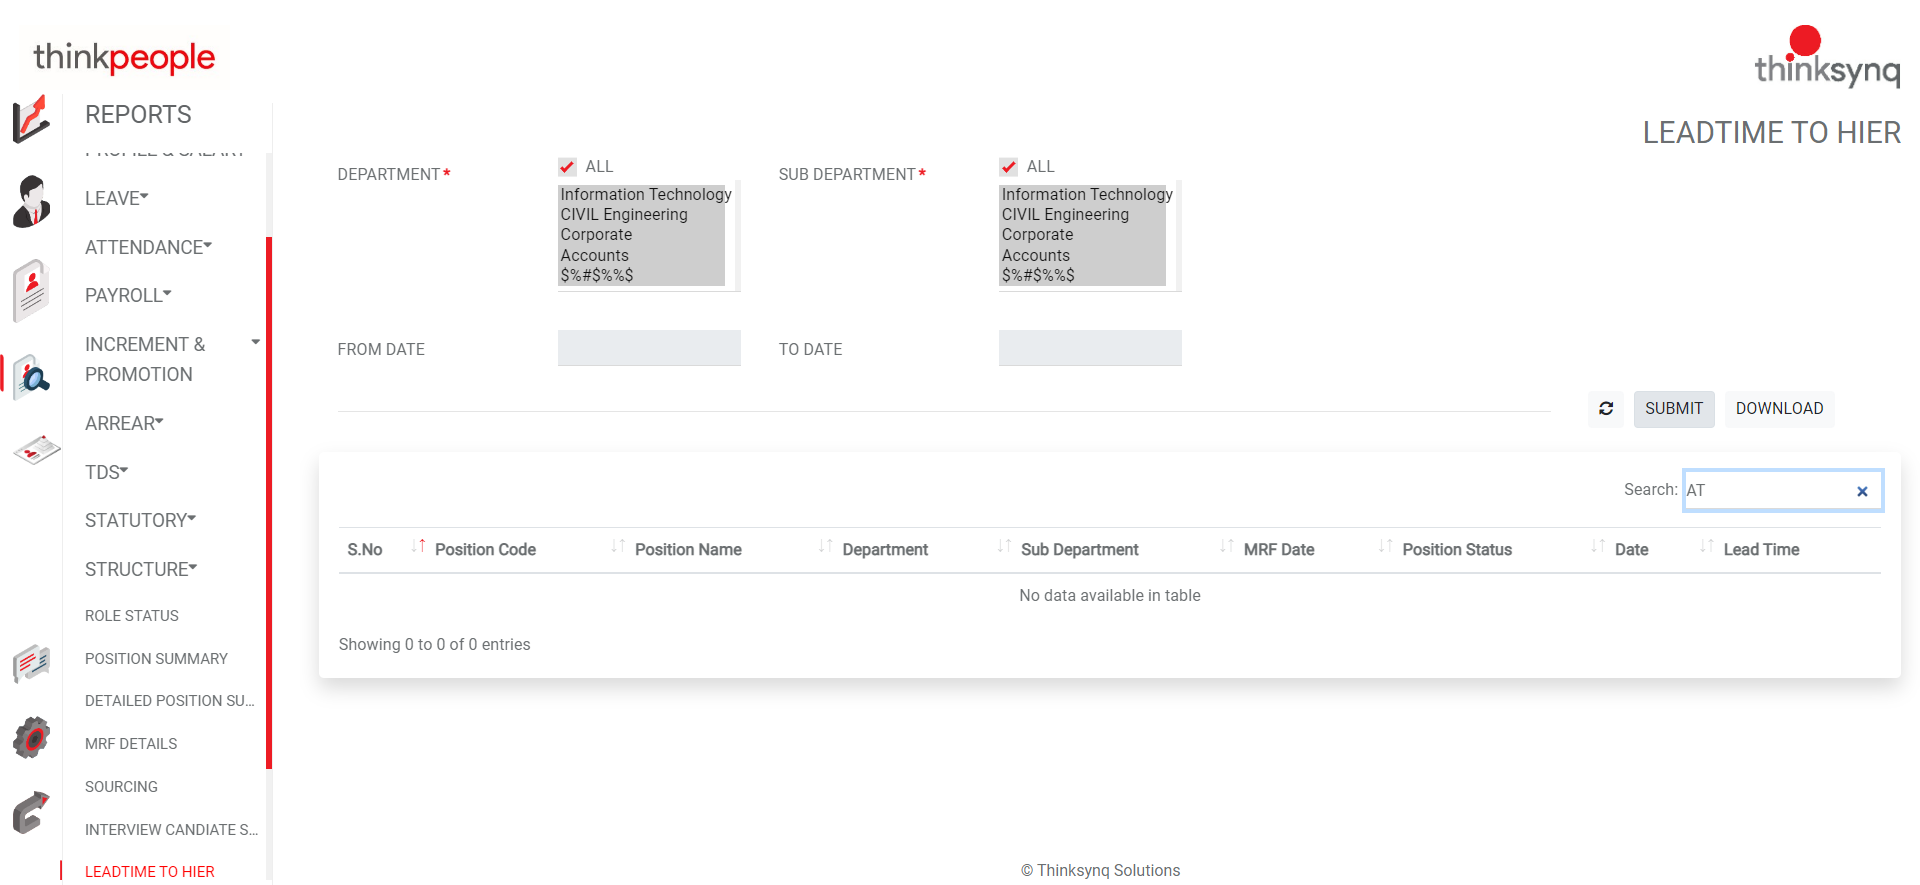 thinkpeople
thinksynq
REPORTS
LEADTIME TO HIER
PROFILE & SALARY
LEAVE
ATTENDANCE
PAYROLL
INCREMENT &
PROMOTION
ARREAR
TDS
STATUTORY
STRUCTURE
ROLE STATUS
POSITION SUMMARY
DETAILED POSITION SU...
MRF DETAILS
SOURCING
INTERVIEW CANDIATE S...
LEADTIME TO HIER
DEPARTMENT*
ALL
Information Technology
CIVIL Engineering
Corporate
Accounts
$%#$%%$
SUB DEPARTMENT*
ALL
Information Technology
CIVIL Engineering
Corporate
Accounts
$%#$%%$
FROM DATE
TO DATE
SUBMIT DOWNLOAD
Search: AT
S.No Position Code Position Name Department Sub Department MRF Date Position Status Date Lead Time
No data available in table
Showing 0 to 0 of 0 entries
© Thinksynq Solutions